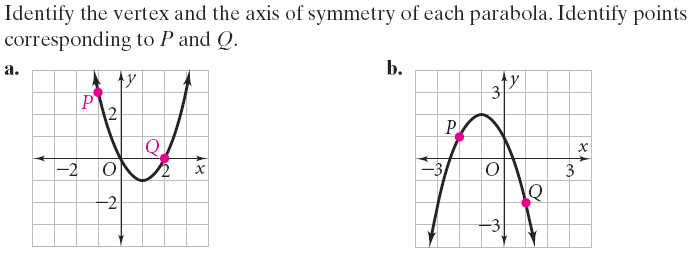 Identify the vertex and the axis of symmetry of each parabola. Identify points
corresponding to P and Q.
a.
y
P
2
Q
-2 O 2 x
-2
b.
y
3
P
x
-3 O 3
Q
-3